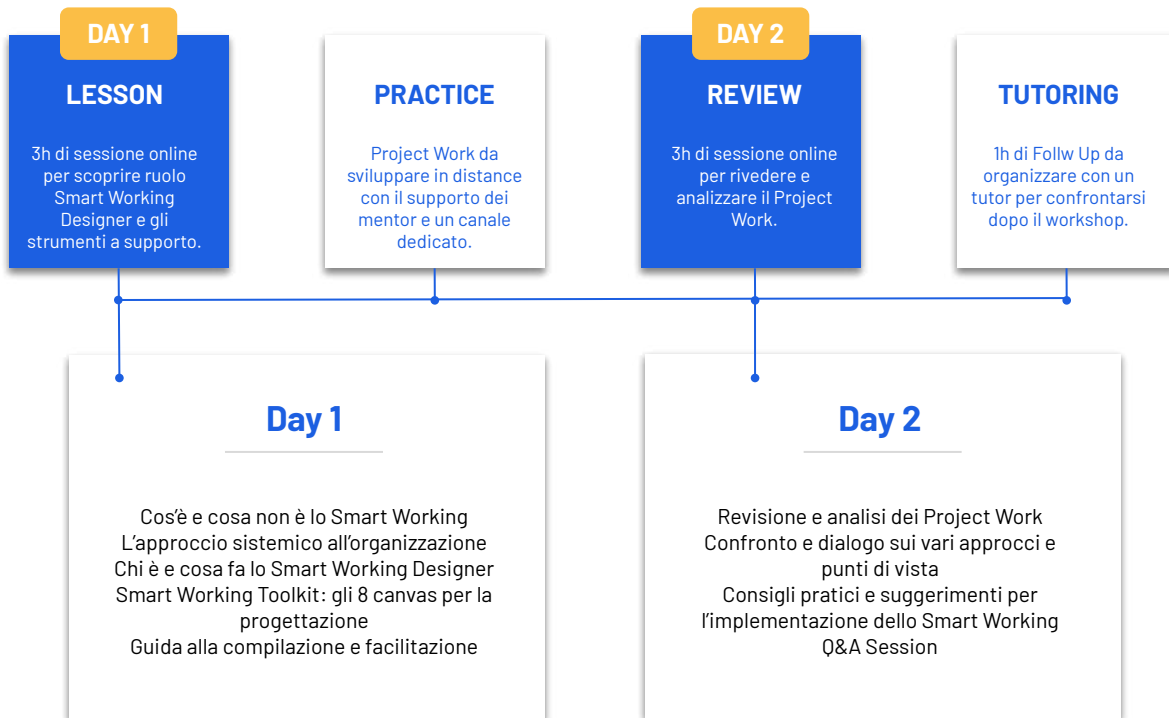 DAY 1
LESSON
3h di sessione online
per scoprire ruolo
Smart Working
Designer e gli
strumenti a supporto.
PRACTICE
Project Work da
sviluppare in distance
con il supporto dei
mentor e un canale
dedicato.
DAY 2
REVIEW
3h di sessione online
per rivedere e
analizzare il Project
Work.
TUTORING
1h di Follw Up da
organizzare con un
tutor per confrontarsi
dopo il workshop.
Day 1
Cos'è e cosa non è lo Smart Working
L'approccio sistemico all'organizzazione
Chi è e cosa fa lo Smart Working Designer
Smart Working Toolkit: gli 8 canvas per la
progettazione
Guida alla compilazione e facilitazione
Day 2
Revisione e analisi dei Project Work
Confronto e dialogo sui vari approcci e
punti di vista
Consigli pratici e suggerimenti per
l'implementazione dello Smart Working
Q&A Session